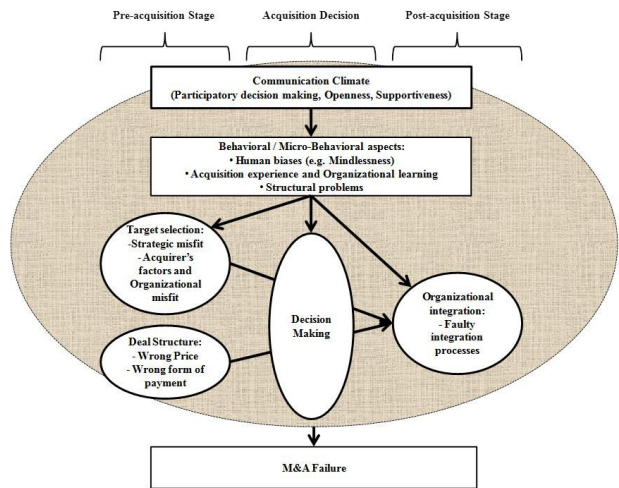 Pre-acquisition Stage
Acquisition Decision
Post-acquisition Stage
Communication Climate
(Participatory decision making, Openness, Supportiveness)
Behavioral / Micro-Behavioral aspects:
• Human biases (e.g. Mindlessness)
• Acquisition experience and Organizational learning
• Structural problems
Target selection:
-Strategic misfit
- Acquirer's
factors and
Organizational
misfit
Decision
Making
Organizational
integration:
- Faulty
integration
processes
Deal Structure:
- Wrong Price
- Wrong form of
payment
M&A Failure